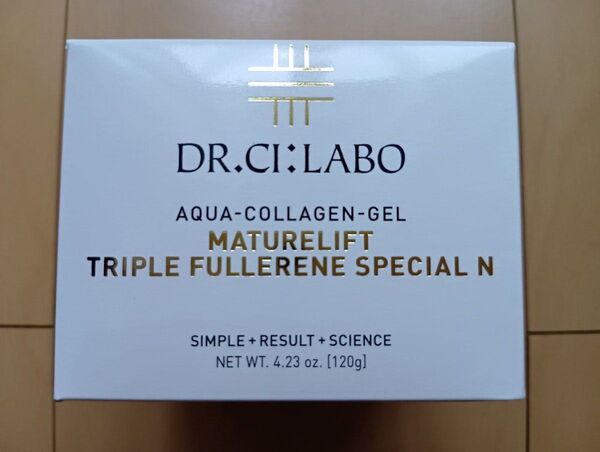 DR.CI:LABO
AQUA-COLLAGEN-GEL
MATURELIFT
TRIPLE FULLERENE SPECIAL N
SIMPLE + RESULT + SCIENCE
NET WT. 4.23 oz. [120g]